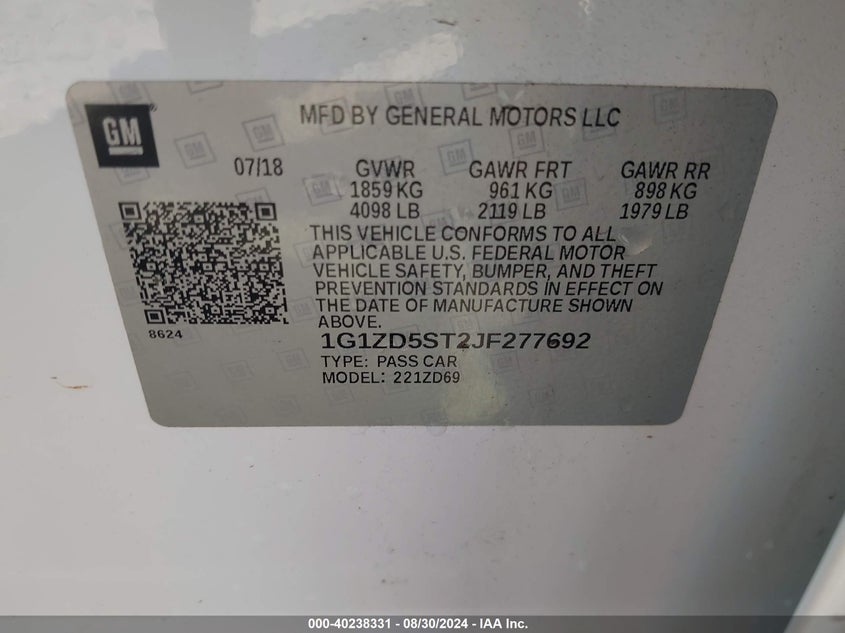 GM
MFD BY GENERAL MOTORS LLC
07/18 GVWR GAWR FRT GAWR RR
1859 KG 961 KG 898 KG
4098 LB 2119 LB 1979 LB
THIS VEHICLE CONFORMS TO ALL
APPLICABLE U.S. FEDERAL MOTOR
VEHICLE SAFETY, BUMPER, AND THEFT
PREVENTION STANDARDS IN EFFECT ON
THE DATE OF MANUFACTURE SHOWN
ABOVE.
8624
1G1ZD5ST2JF277692
TYPE: PASS CAR
MODEL: 221ZD69
000-40238331 - 08/30/2024 - IAA Inc.